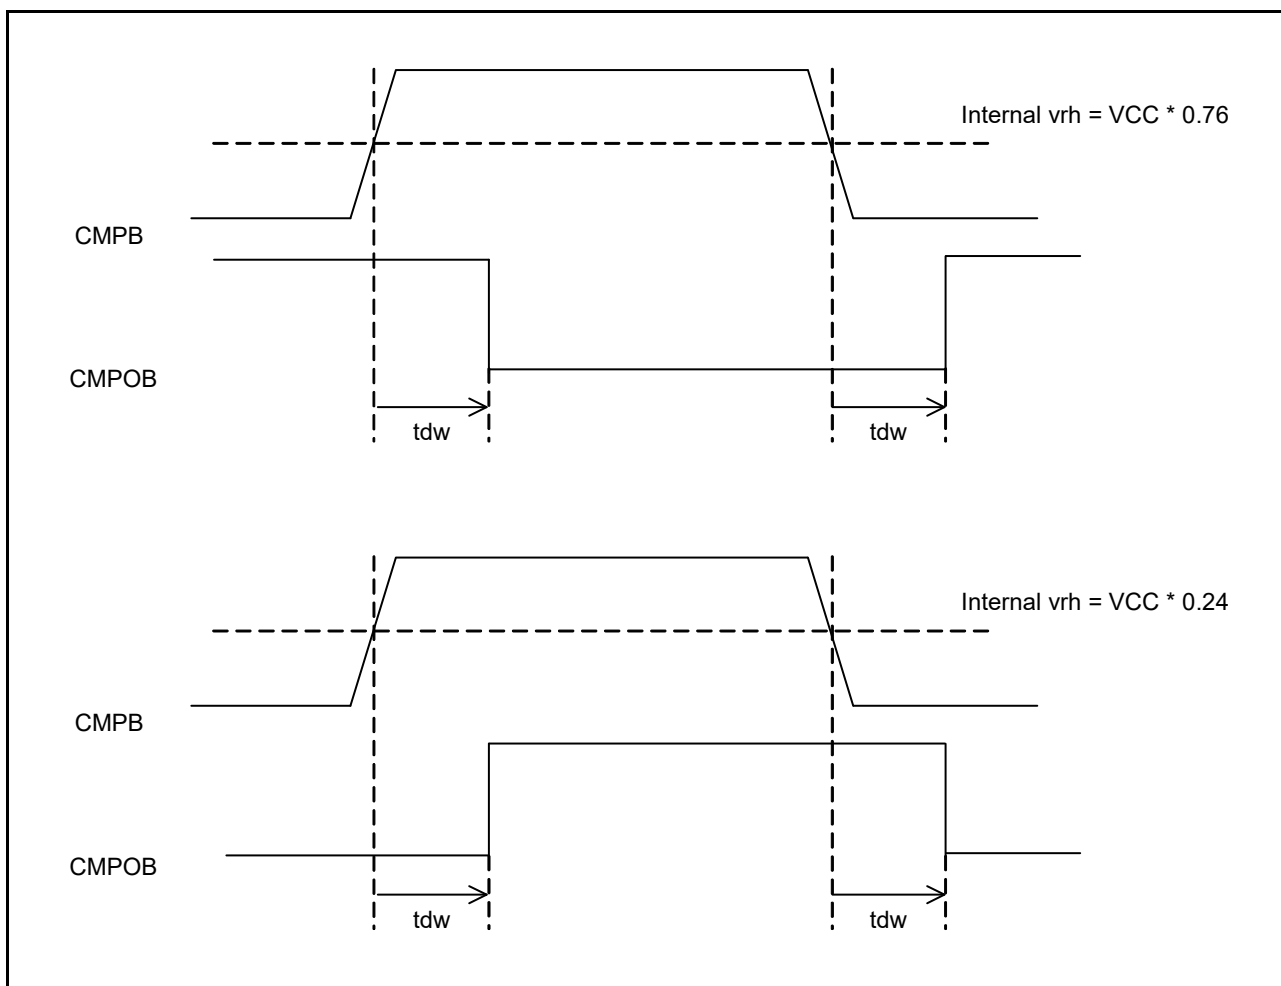 Internal vrh = VCC * 0.76
CMPB
CMPOB
tdw
tdw
Internal vrh = VCC * 0.24
CMPB
CMPOB
tdw
tdw